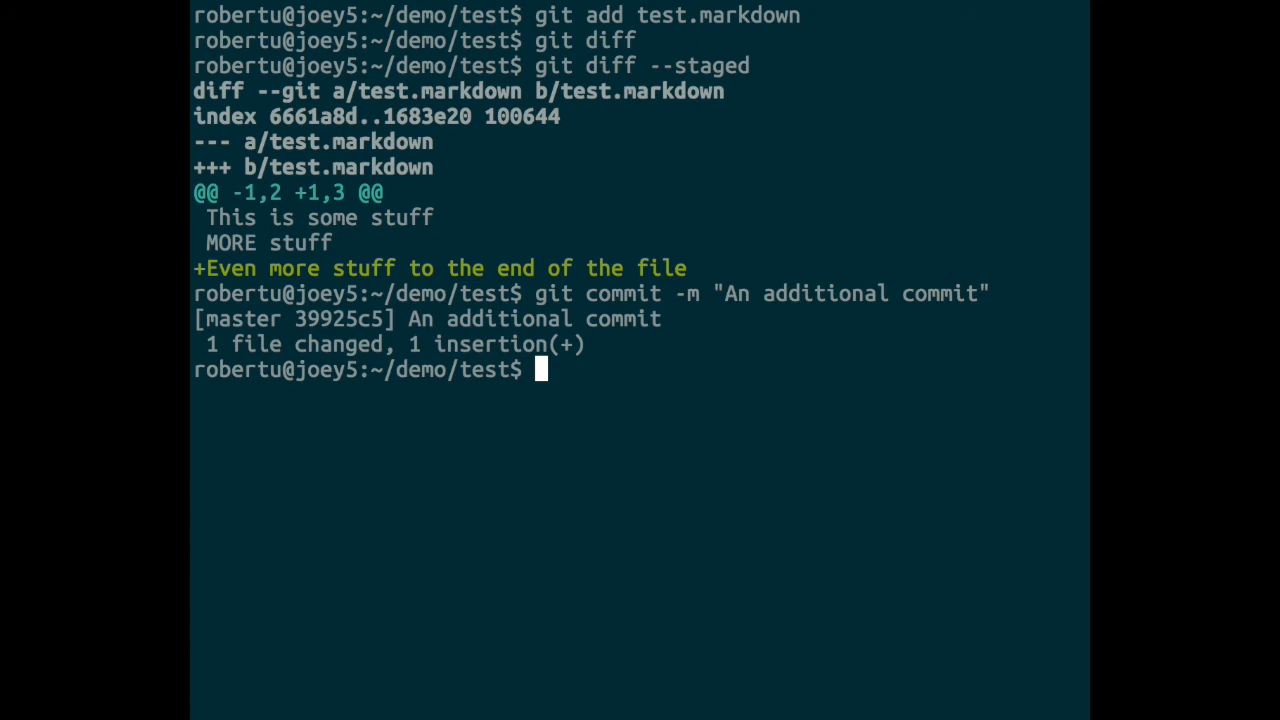 robertu@joey5:~/demo/test$ git add test.markdown
robertu@joey5:~/demo/test$ git diff
robertu@joey5:~/demo/test$ git diff --staged
diff --git a/test.markdown b/test.markdown
index 6661a8d..1683e20 100644
--- a/test.markdown
+++ b/test.markdown
@@ -1,2 +1,3 @@
 This is some stuff
 MORE stuff
+Even more stuff to the end of the file
robertu@joey5:~/demo/test$ git commit -m "An additional commit"
[master 39925c5] An additional commit
 1 file changed, 1 insertion(+)
robertu@joey5:~/demo/test$